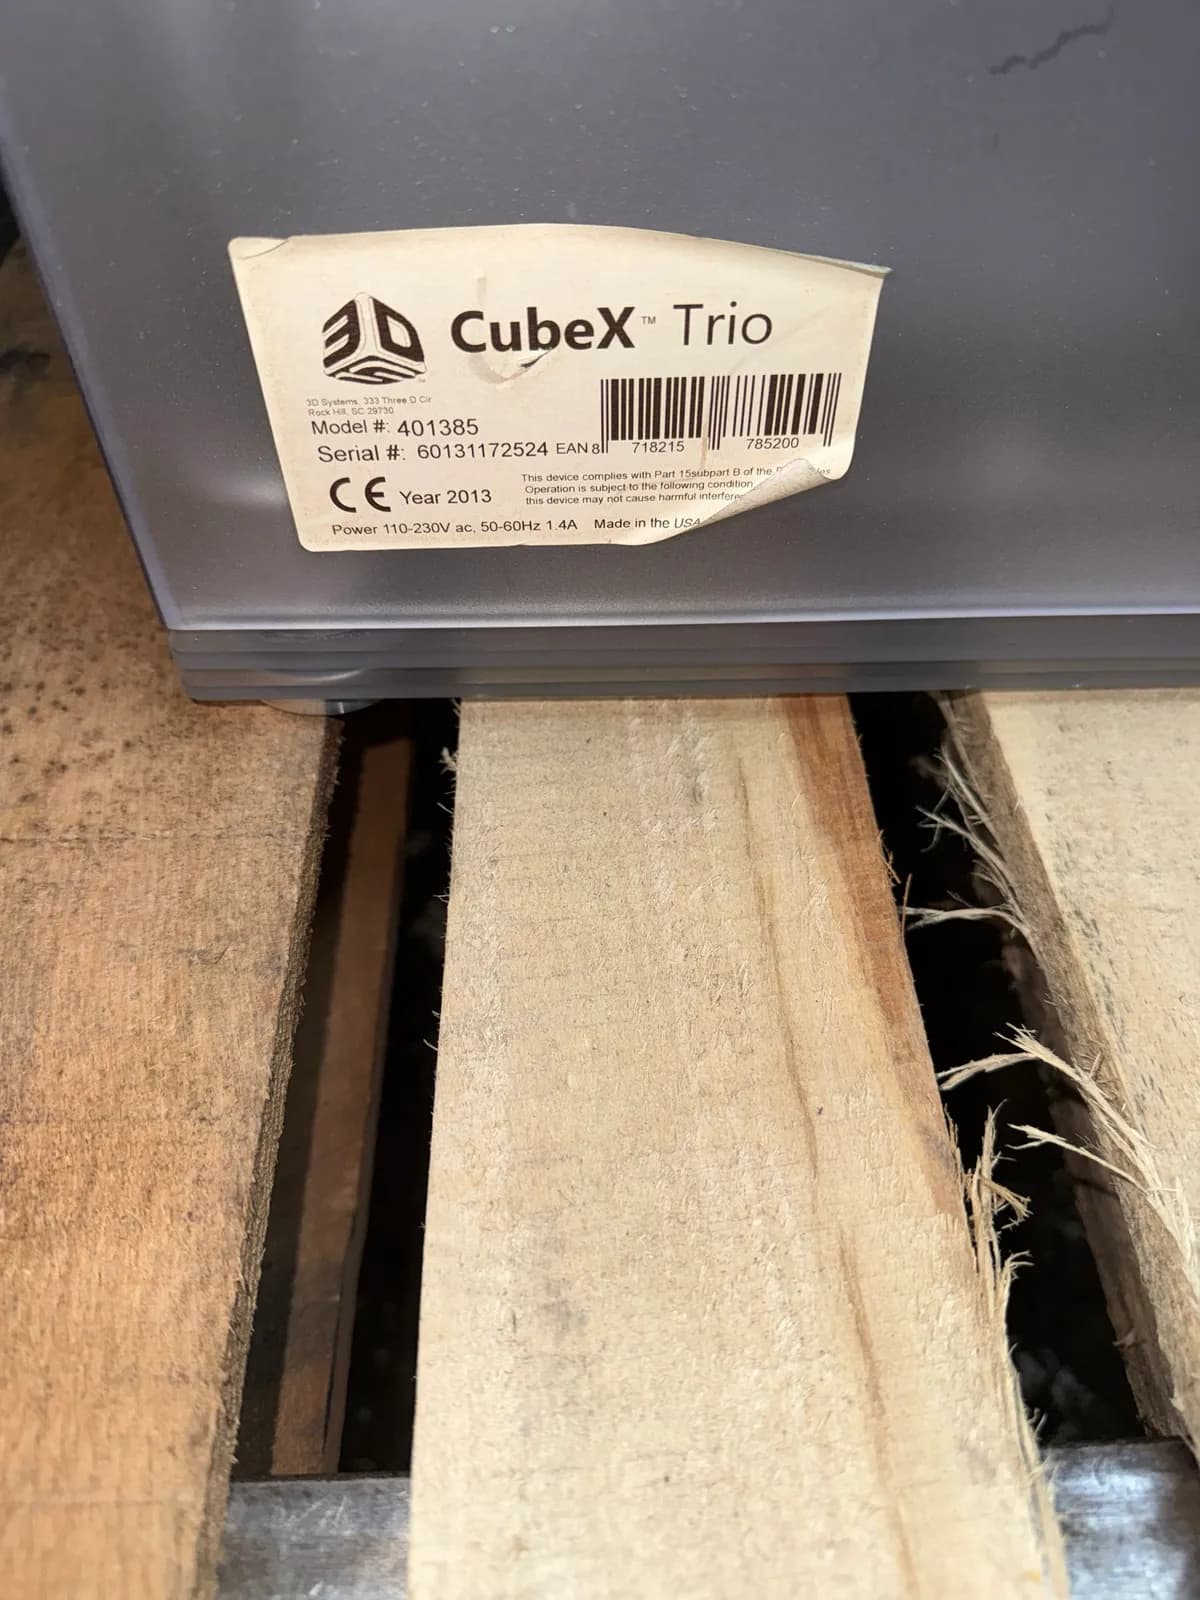 3DS
CubeX™ Trio
3D Systems, 333 Three D Cir
Rock Hill, SC 29730
Model #: 401385
Serial #: 60131172524 EAN 8 718215 785200
CE Year 2013
This device complies with Part 15subpart B of the
Operation is subject to the following condition
this device may not cause harmful
Power 110-230V ac, 50-60Hz 1.4A Made in the USA